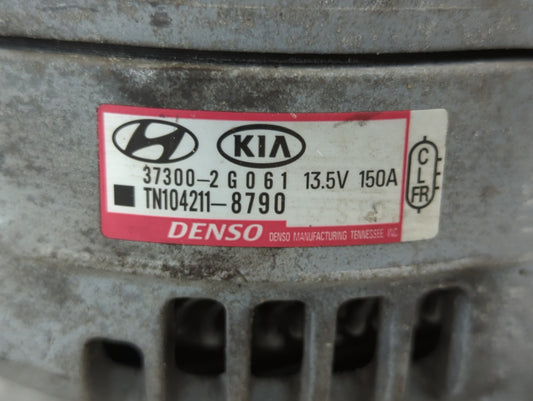 KIA
37300-2G061 13.5V 150A
TN104211-8790
DENSO DENSO MANUFACTURING TENNESSEE, INC.
C
L
FR